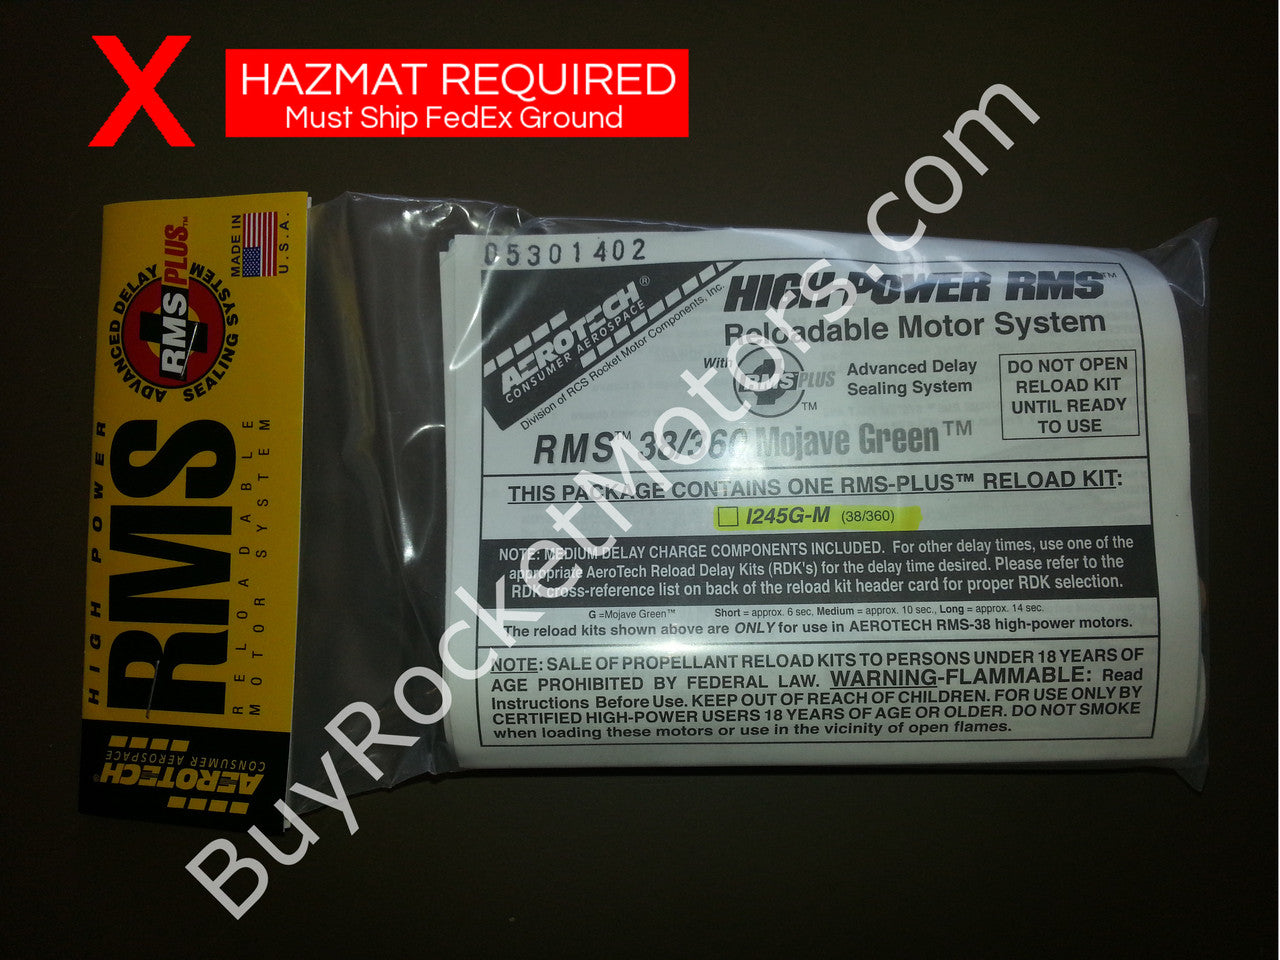 X
HAZMAT REQUIRED
Must Ship FedEx Ground
ADVANCED DELAY
RMS PLUS™
SEALING SYSTEM
MADE IN
U.S.A.
HIGH POWER
RMS
RELOADABLE
MOTOR SYSTEM
AEROTECH®
CONSUMER AEROSPACE
05301402
AEROTECH®
CONSUMER AEROSPACE
Division of RCS Rocket Motor Components, Inc.
HIGH-POWER RMS™
Reloadable Motor System
With
RMS PLUS
TM
Advanced Delay
Sealing System
DO NOT OPEN
RELOAD KIT
UNTIL READY
TO USE
RMS™ 38/360 Mojave Green™
THIS PACKAGE CONTAINS ONE RMS-PLUS™ RELOAD KIT:
I245G-M (38/360)
NOTE: MEDIUM DELAY CHARGE COMPONENTS INCLUDED. For other delay times, use one of the
appropriate AeroTech Reload Delay Kits (RDK's) for the delay time desired. Please refer to the
RDK cross-reference list on back of the reload kit header card for proper RDK selection.
G =Mojave Green™ Short = approx. 6 sec, Medium = approx. 10 sec., Long = approx. 14 sec.
The reload kits shown above are ONLY for use in AEROTECH RMS-38 high-power motors.
NOTE: SALE OF PROPELLANT RELOAD KITS TO PERSONS UNDER 18 YEARS OF
AGE PROHIBITED BY FEDERAL LAW. WARNING-FLAMMABLE: Read
Instructions Before Use. KEEP OUT OF REACH OF CHILDREN. FOR USE ONLY BY
CERTIFIED HIGH-POWER USERS 18 YEARS OF AGE OR OLDER. DO NOT SMOKE
when loading these motors or use in the vicinity of open flames.
BuyRocketMotors.com